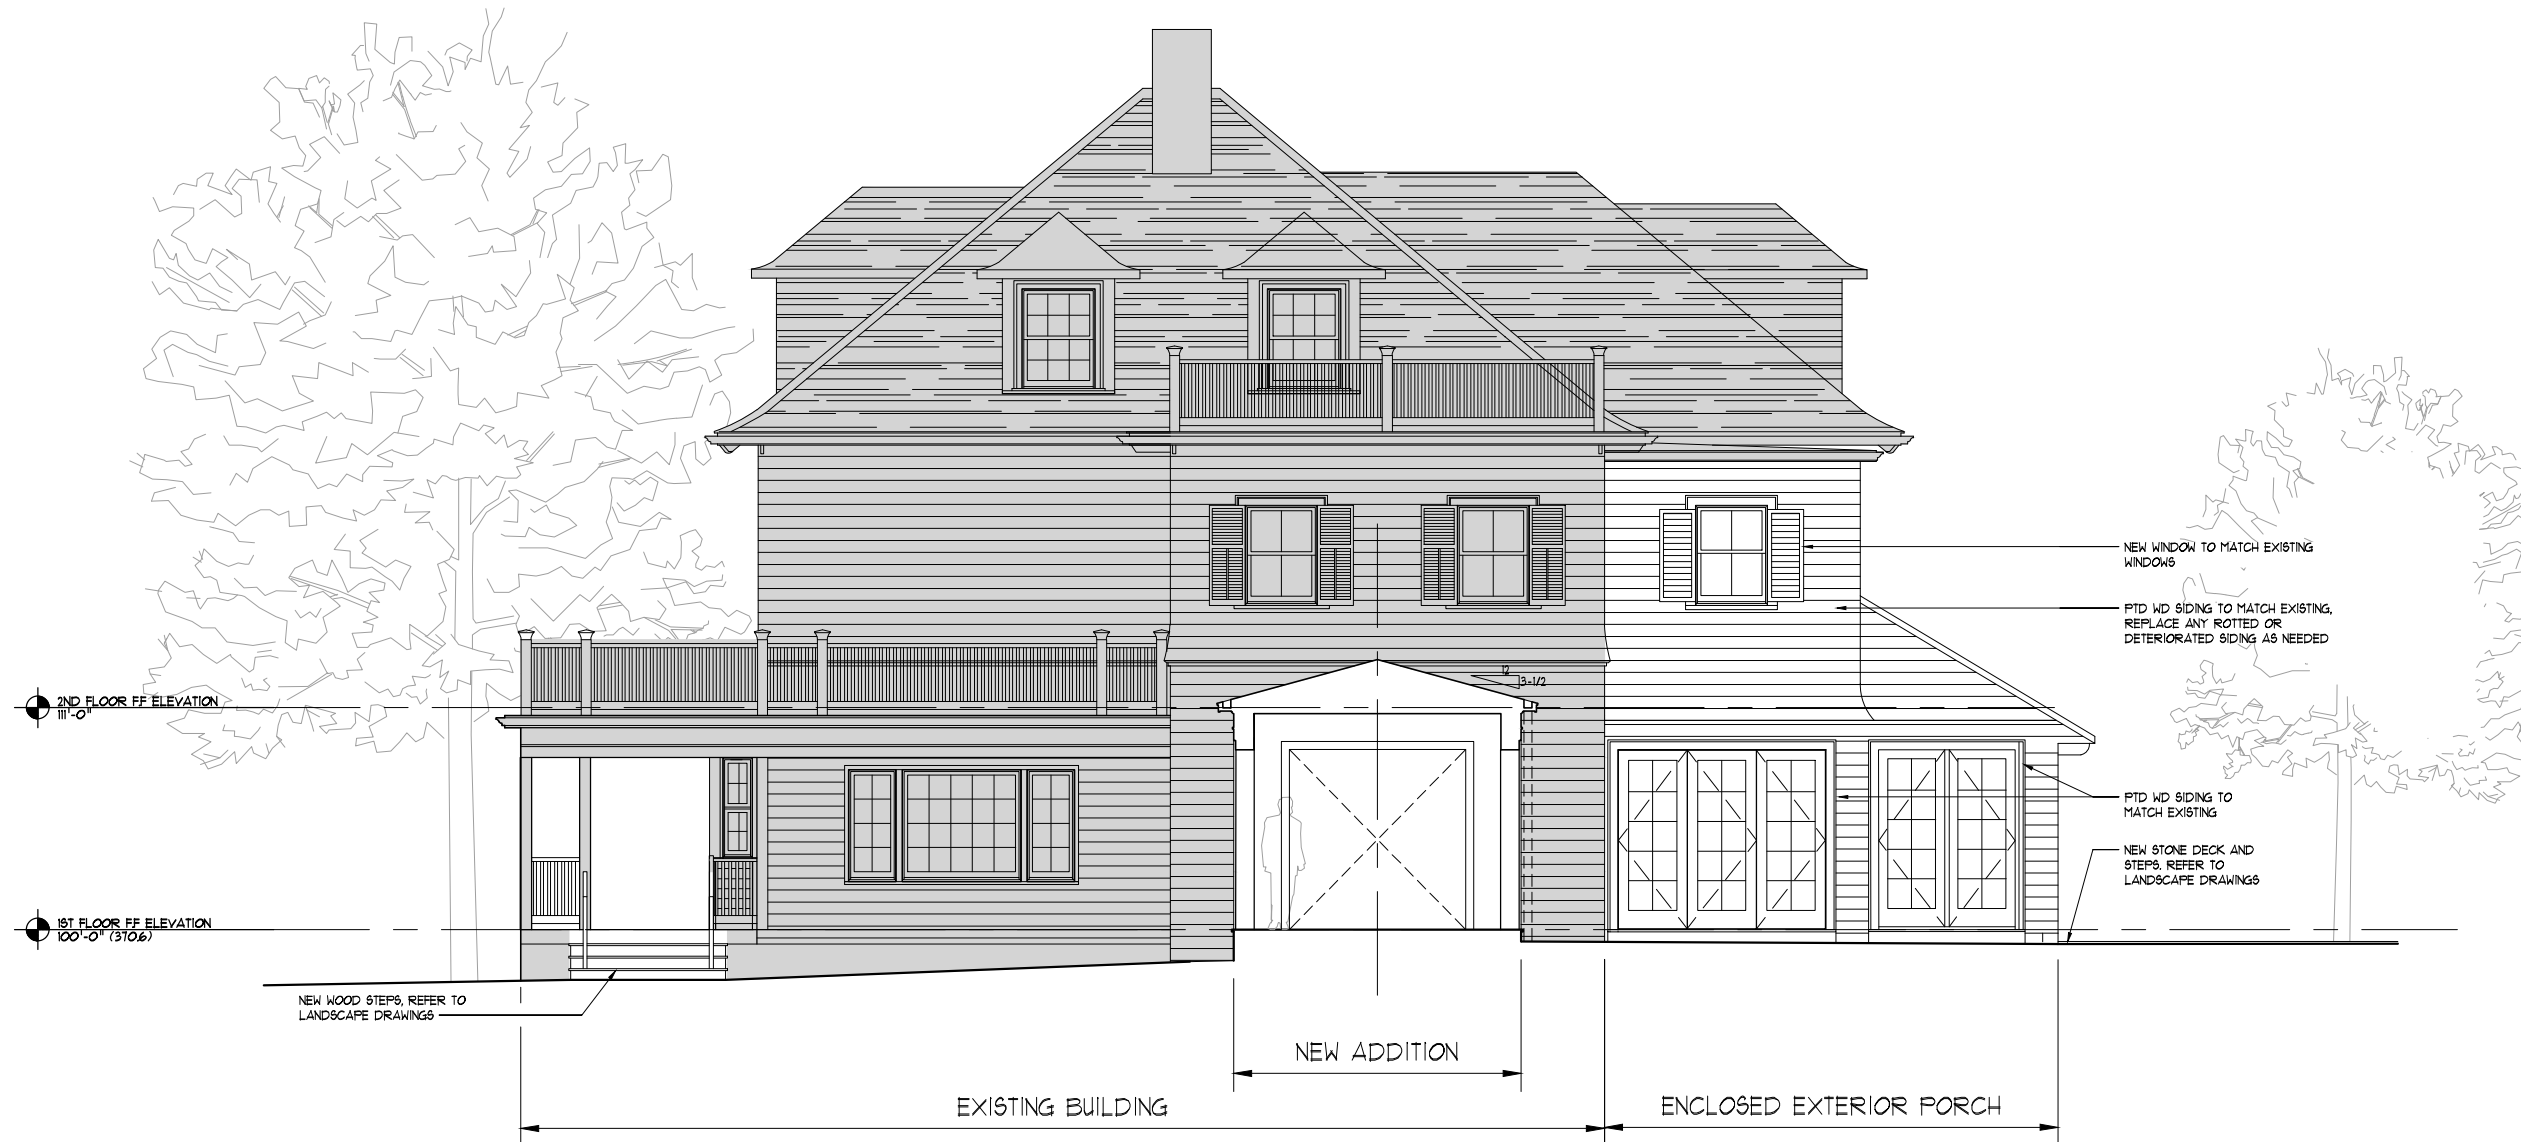 NEW WINDOW TO MATCH EXISTING
WINDOWS
PTD WD SIDING TO MATCH EXISTING,
REPLACE ANY ROTTED OR
DETERIORATED SIDING AS NEEDED
12
3-1/2
2ND FLOOR F.F ELEVATION
111'-0"
PTD WD SIDING TO
MATCH EXISTING
NEW STONE DECK AND
STEPS. REFER TO
LANDSCAPE DRAWINGS
1ST FLOOR F.F ELEVATION
100'-0" (370.6)
NEW WOOD STEPS, REFER TO
LANDSCAPE DRAWINGS
NEW ADDITION
EXISTING BUILDING
ENCLOSED EXTERIOR PORCH